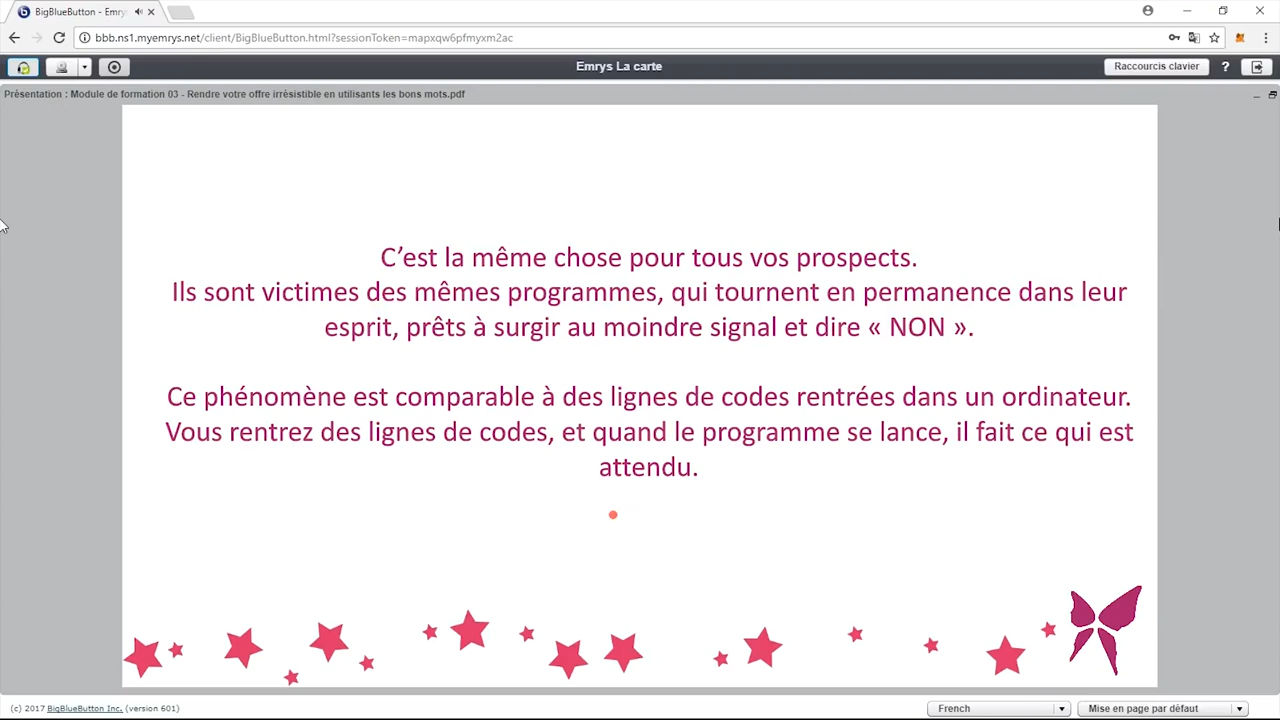 BigBlueButton - Emry
bbb.ns1.myemrys.net/client/BigBlueButton.html?sessionToken=mapxqw6pfmyxm2ac
Emrys La carte
Raccourcis clavier
?
Présentation : Module de formation 03 - Rendre votre offre irrésistible en utilisants les bons mots.pdf
C’est la même chose pour tous vos prospects.
Ils sont victimes des mêmes programmes, qui tournent en permanence dans leur
esprit, prêts à surgir au moindre signal et dire « NON ».
Ce phénomène est comparable à des lignes de codes rentrées dans un ordinateur.
Vous rentrez des lignes de codes, et quand le programme se lance, il fait ce qui est
attendu.
(c) 2017 BigBlueButton Inc. (version 601)
French
Mise en page par défaut